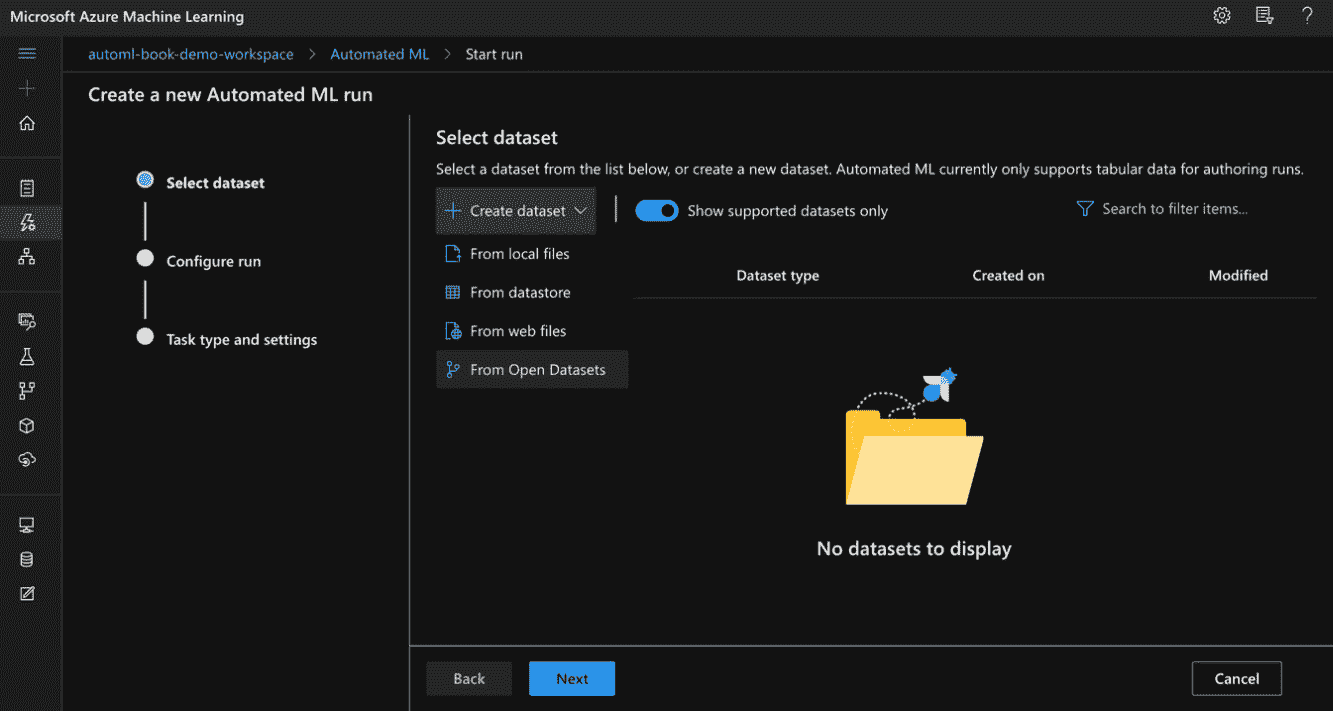 Microsoft Azure Machine Learning
automl-book-demo-workspace > Automated ML > Start run
Create a new Automated ML run
Select dataset
Configure run
Task type and settings
Select dataset
Select a dataset from the list below, or create a new dataset. Automated ML currently only supports tabular data for authoring runs.
+ Create dataset
Show supported datasets only
Search to filter items...
From local files
From datastore
From web files
From Open Datasets
Dataset type Created on Modified
No datasets to display
Back Next Cancel